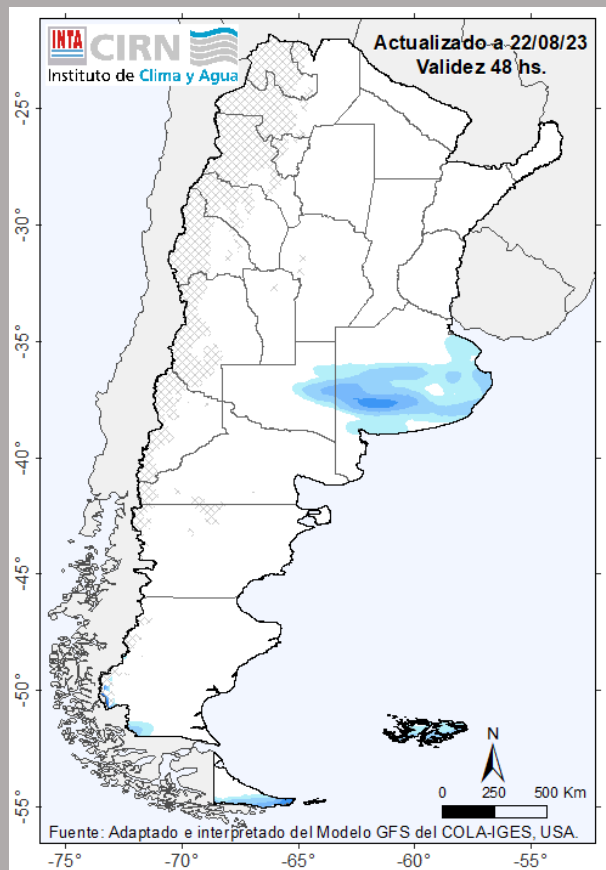 INTA CIRN
Instituto de Clima y Agua
Actualizado a 22/08/23
Validez 48 hs.
-25°
-30°
-35°
-40°
-45°
-50°
-55°
N
0 250 500 Km
Fuente: Adaptado e interpretado del Modelo GFS del COLA-IGES, USA.
-75° -70° -65° -60° -55°